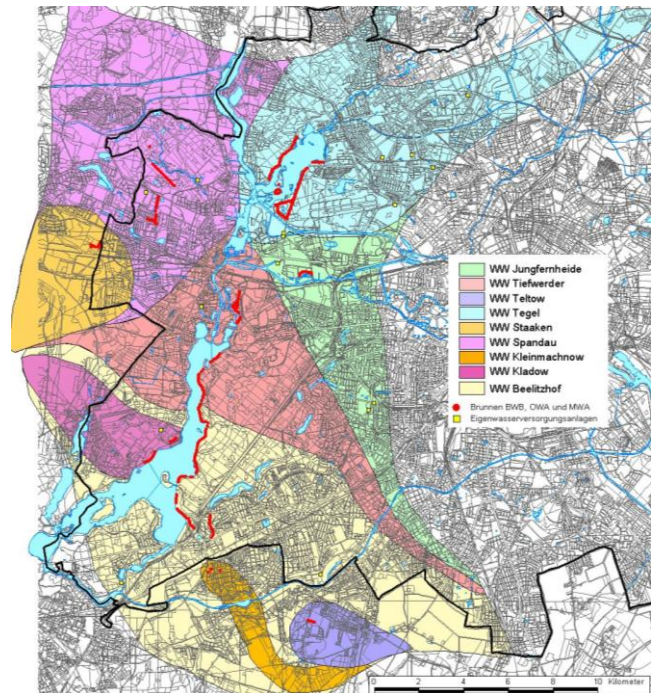 WW Jungfernheide
WW Tiefwerder
WW Teltow
WW Tegel
WW Staaken
WW Spandau
WW Kleinmachnow
WW Kladow
WW Beelitzhof
Brunnen BWB, OWA und MWA
Eigenwasserversorgungsanlagen
0 2 4 6 8 10 Kilometer